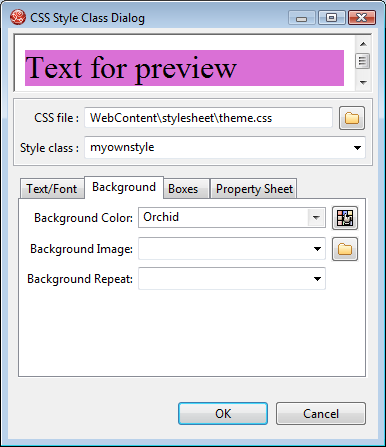 CSS Style Class Dialog
Text for preview
CSS file : WebContent\stylesheet\theme.css
Style class : myownstyle
Text/Font Background Boxes Property Sheet
Background Color: Orchid
Background Image:
Background Repeat:
OK Cancel